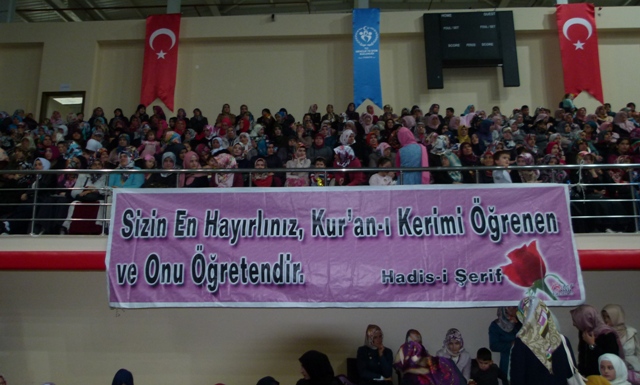 Sizin En Hayırlınız, Kur'an-ı Kerimi Öğrenen
ve Onu Öğretendir.
Hadis-i Şerif